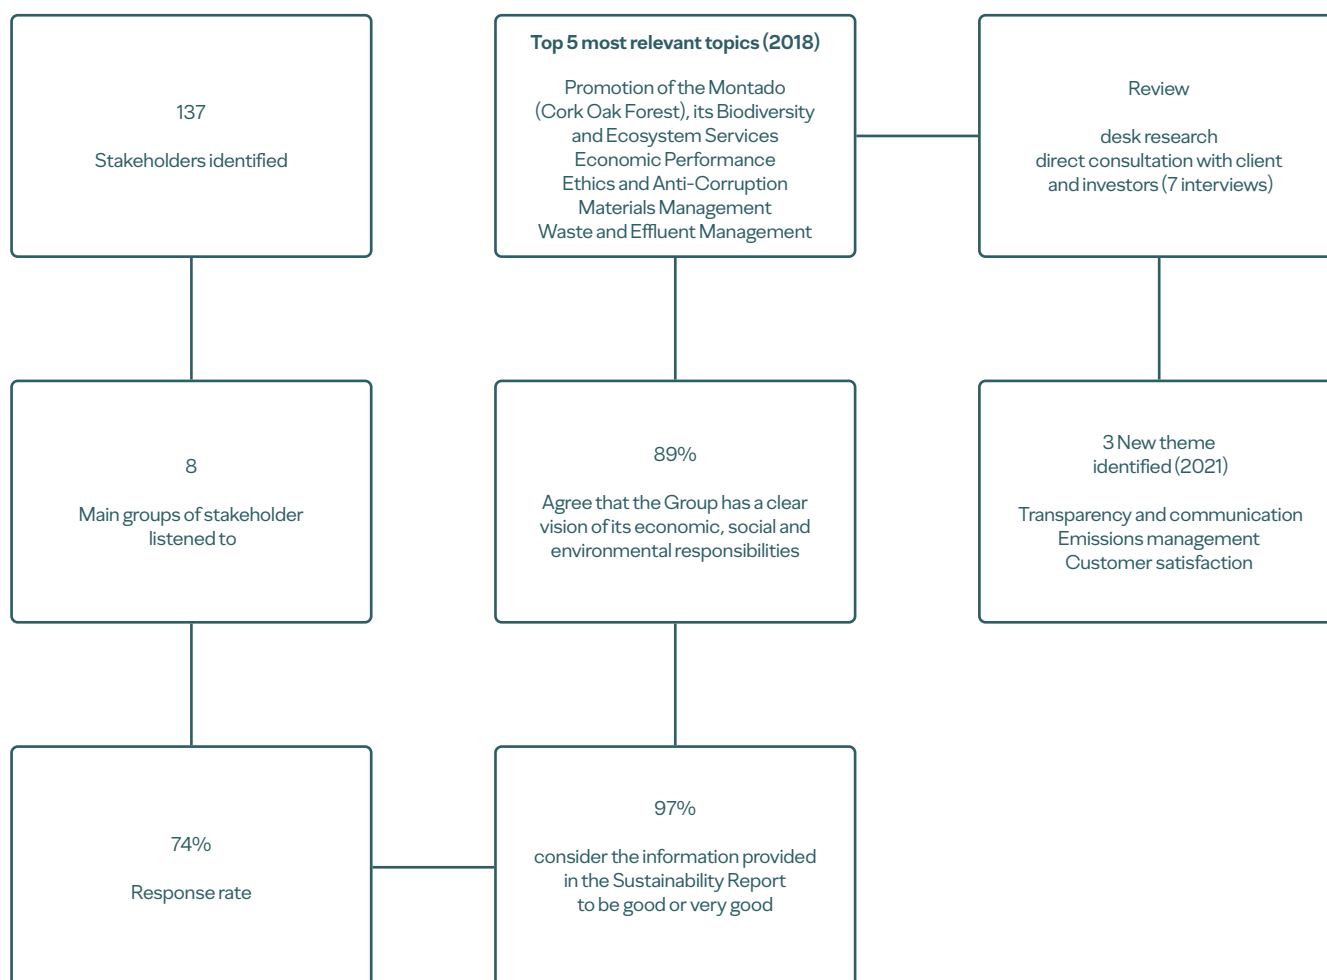 137
Stakeholders identified
8
Main groups of stakeholder
listened to
74%
Response rate
97%
consider the information provided
in the Sustainability Report
to be good or very good
89%
Agree that the Group has a clear
vision of its economic, social and
environmental responsibilities
Top 5 most relevant topics (2018)
Promotion of the Montado
(Cork Oak Forest), its Biodiversity
and Ecosystem Services
Economic Performance
Ethics and Anti-Corruption
Materials Management
Waste and Effluent Management
Review
desk research
direct consultation with client
and investors (7 interviews)
3 New theme
identified (2021)
Transparency and communication
Emissions management
Customer satisfaction